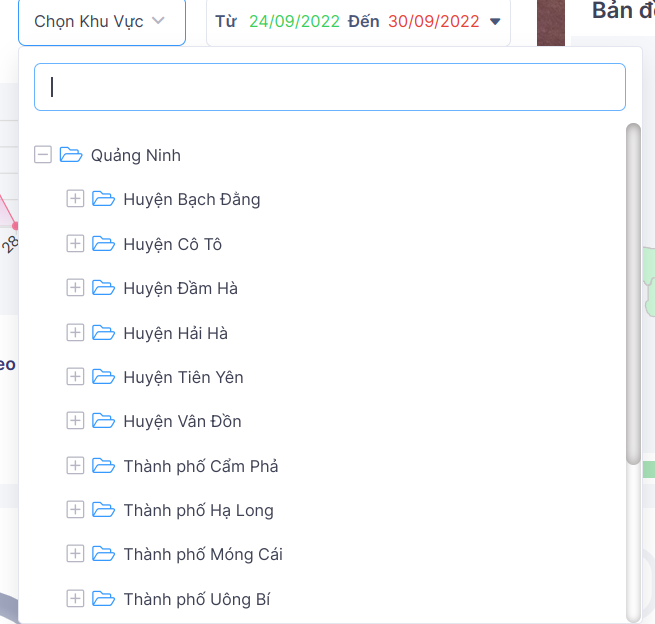 Chọn Khu Vực
Từ 24/09/2022 Đến 30/09/2022
Bản đ
Quảng Ninh
Huyện Bạch Đằng
Huyện Cô Tô
Huyện Đầm Hà
Huyện Hải Hà
28
Huyện Tiên Yên
eo
Huyện Vân Đồn
Thành phố Cẩm Phả
Thành phố Hạ Long
Thành phố Móng Cái
Thành phố Uông Bí